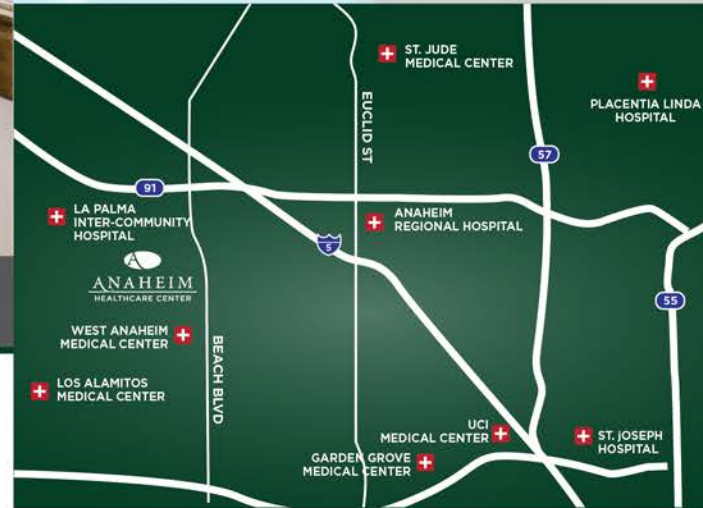 ST. JUDE
MEDICAL CENTER
PLACENTIA LINDA
HOSPITAL
EUCLID ST
57
91
LA PALMA
INTER-COMMUNITY
HOSPITAL
ANAHEIM
REGIONAL HOSPITAL
5
ANAHEIM
HEALTHCARE CENTER
55
WEST ANAHEIM
MEDICAL CENTER
BEACH BLVD
LOS ALAMITOS
MEDICAL CENTER
UCI
MEDICAL CENTER
ST. JOSEPH
HOSPITAL
GARDEN GROVE
MEDICAL CENTER